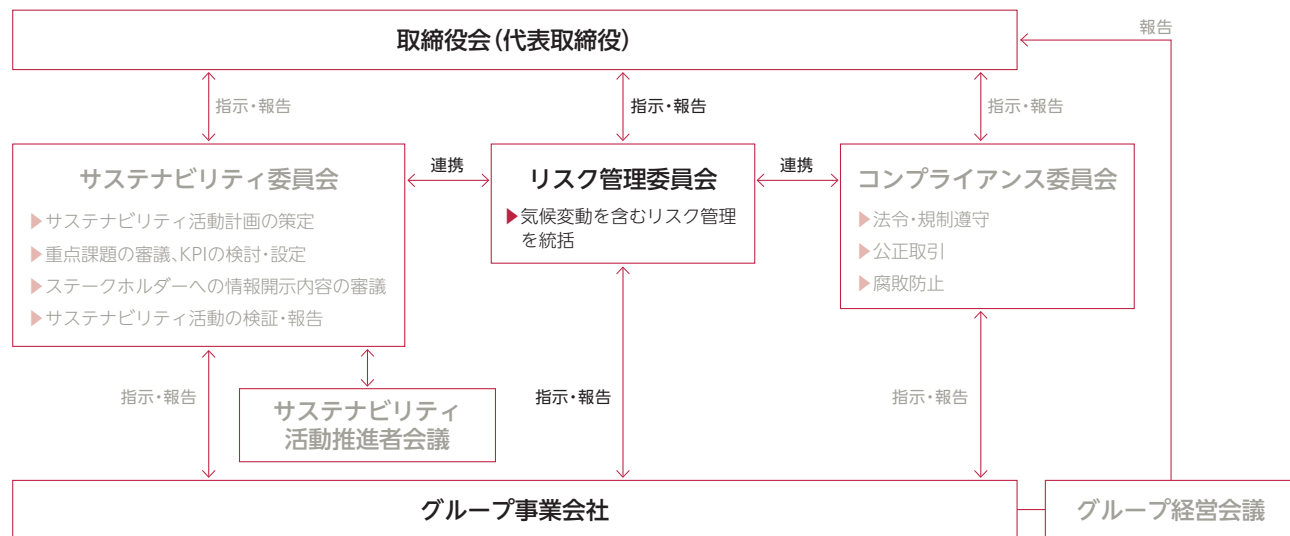 取締役会（代表取締役）
報告
指示・報告
指示・報告
指示・報告
サステナビリティ委員会
▶サステナビリティ活動計画の策定
▶重点課題の審議、KPIの検討・設定
▶ステークホルダーへの情報開示内容の審議
▶サステナビリティ活動の検証・報告
連携
リスク管理委員会
▶気候変動を含むリスク管理
を統括
連携
コンプライアンス委員会
▶法令・規制遵守
▶公正取引
▶腐敗防止
指示・報告
サステナビリティ
活動推進者会議
指示・報告
指示・報告
グループ事業会社
グループ経営会議